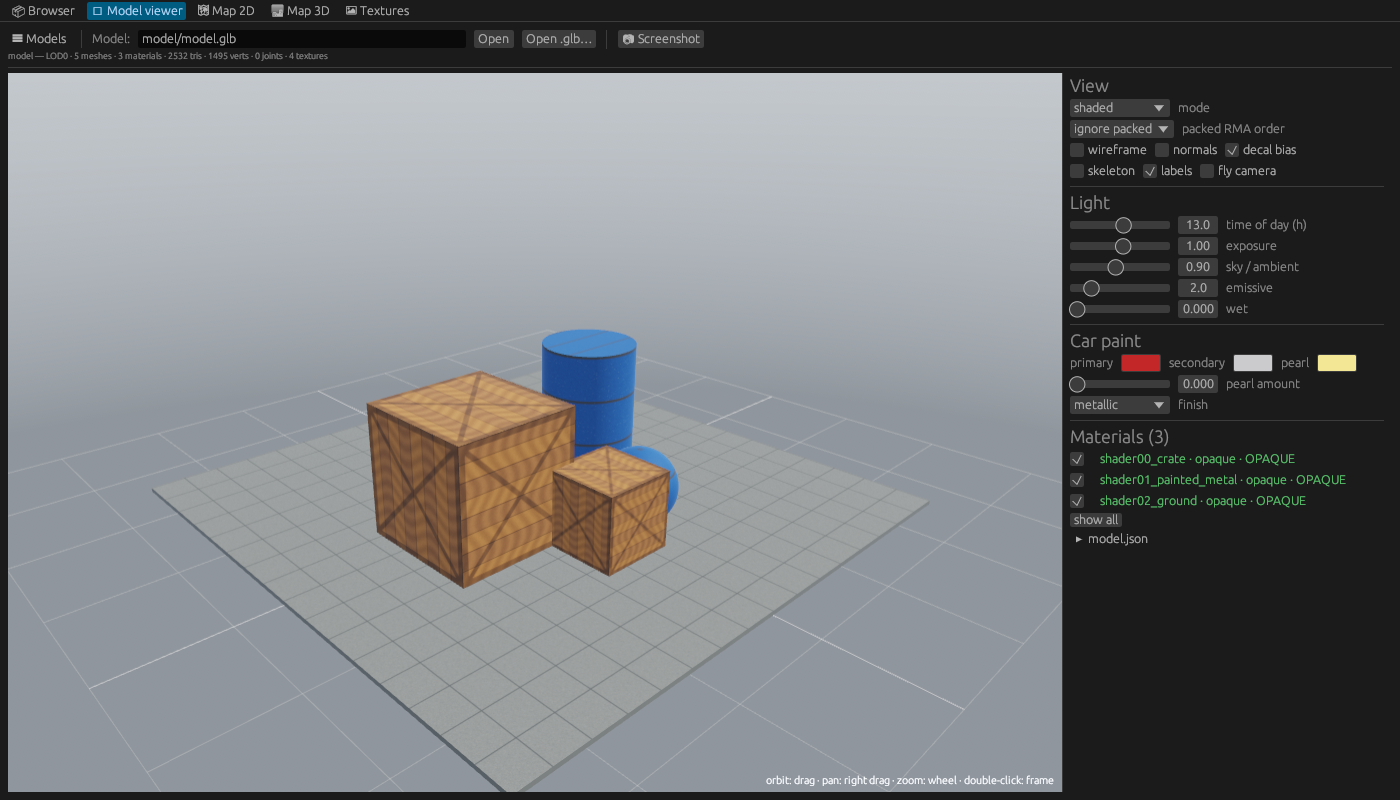 Browser Model viewer Map 2D Map 3D Textures
Models Model: model/model.glb Open Open .glb... Screenshot
model — LOD0 · 5 meshes · 3 materials · 2532 tris · 1495 verts · 0 joints · 4 textures
View
shaded mode
ignore packed packed RMA order
wireframe normals decal bias
skeleton labels fly camera
Light
13.0 time of day (h)
1.00 exposure
0.90 sky / ambient
2.0 emissive
0.000 wet
Car paint
primary secondary pearl
0.000 pearl amount
metallic finish
Materials (3)
shader00_crate · opaque · OPAQUE
shader01_painted_metal · opaque · OPAQUE
shader02_ground · opaque · OPAQUE
show all
model.json
orbit: drag · pan: right drag · zoom: wheel · double-click: frame